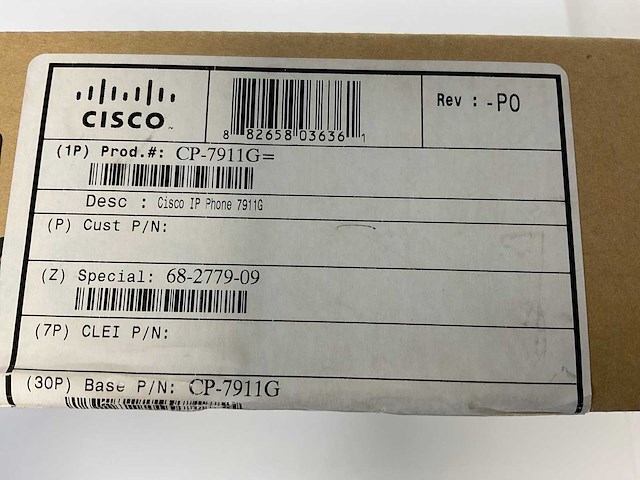 CISCO™
8 82658 03636 1
Rev : -P0
(1P) Prod.#: CP-7911G=
Desc : Cisco IP Phone 7911G
(P) Cust P/N:
(Z) Special: 68-2779-09
(7P) CLEI P/N:
(30P) Base P/N: CP-7911G